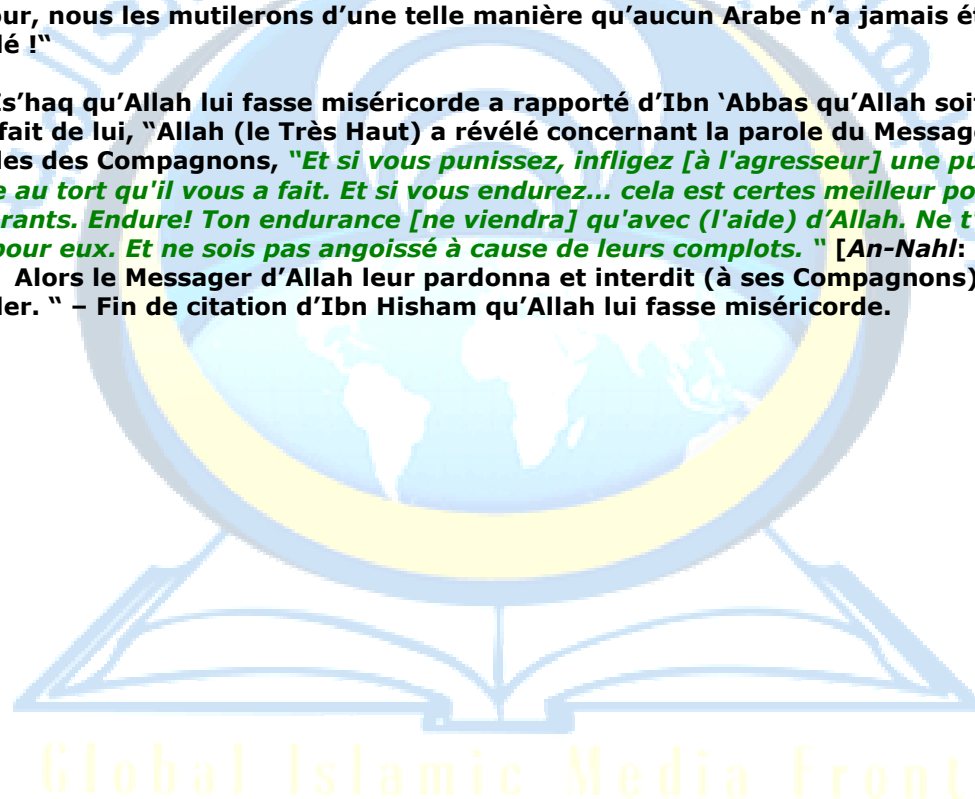 our, nous les mutilerons d’une telle manière qu’aucun Arabe n’a jamais ét
lé !“
s’haq qu’Allah lui fasse miséricorde a rapporté d’Ibn ‘Abbas qu’Allah soi
fait de lui, “Allah (le Très Haut) a révélé concernant la parole du Messag
les des Compagnons, “Et si vous punissez, infligez [à l'agresseur] une pu
e au tort qu'il vous a fait. Et si vous endurez... cela est certes meilleur po
rants. Endure! Ton endurance [ne viendra] qu'avec (l'aide) d’Allah. Ne t'
pour eux. Et ne sois pas angoissé à cause de leurs complots. “ [An-Nahl:
Alors le Messager d’Allah leur pardonna et interdit (à ses Compagnons)
ler. “ – Fin de citation d’Ibn Hisham qu’Allah lui fasse miséricorde.
Global Islamic Media Front